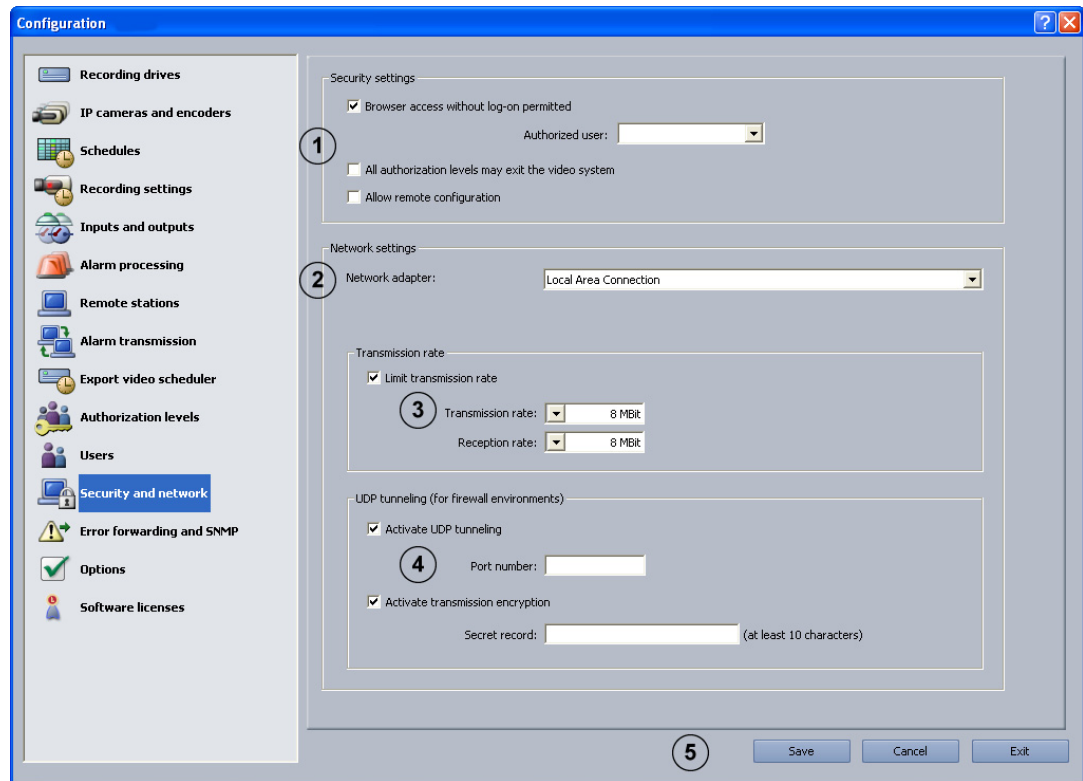 Configuration
Recording drives
IP cameras and encoders
Schedules
Recording settings
Inputs and outputs
Alarm processing
Remote stations
Alarm transmission
Export video scheduler
Authorization levels
Users
Security and network
Error forwarding and SNMP
Options
Software licenses
Security settings
Browser access without log-on permitted
1
Authorized user:
All authorization levels may exit the video system
Allow remote configuration
Network settings
2
Network adapter: Local Area Connection
Transmission rate
Limit transmission rate
3
Transmission rate: 8 MBit
Reception rate: 8 MBit
UDP tunneling (for firewall environments)
Activate UDP tunneling
4
Port number:
Activate transmission encryption
Secret record: (at least 10 characters)
5
Save Cancel Exit